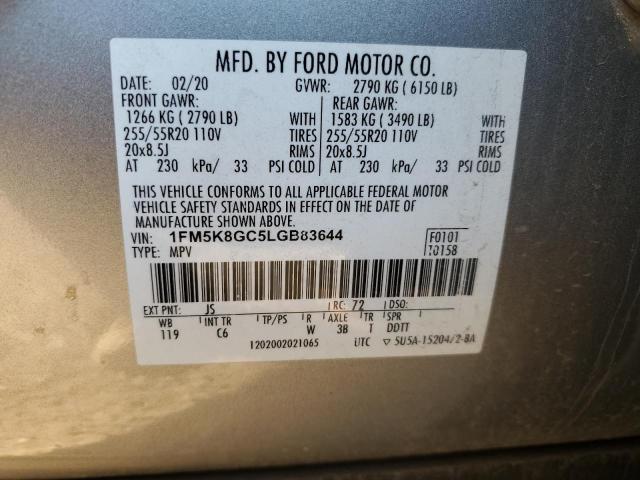 MFD. BY FORD MOTOR CO.
DATE: 02/20 GVWR: 2790 KG ( 6150 LB)
FRONT GAWR: REAR GAWR:
1266 KG ( 2790 LB) WITH 1583 KG ( 3490 LB) WITH
255/55R20 110V TIRES 255/55R20 110V TIRES
20x8.5J RIMS 20x8.5J RIMS
AT 230 kPa/ 33 PSI COLD AT 230 kPa/ 33 PSI COLD
THIS VEHICLE CONFORMS TO ALL APPLICABLE FEDERAL MOTOR
VEHICLE SAFETY STANDARDS IN EFFECT ON THE DATE OF
MANUFACTURE SHOWN ABOVE.
VIN: 1FM5K8GC5LGB83644 F0101
TYPE: MPV T0158
EXT PNT: JS RC: 72 DSO:
WB INT TR TP/PS R AXLE TR SPR
119 C6 W 3B T DDTT
1202002021065 UTC ▽ 5U5A-15204/2-8A